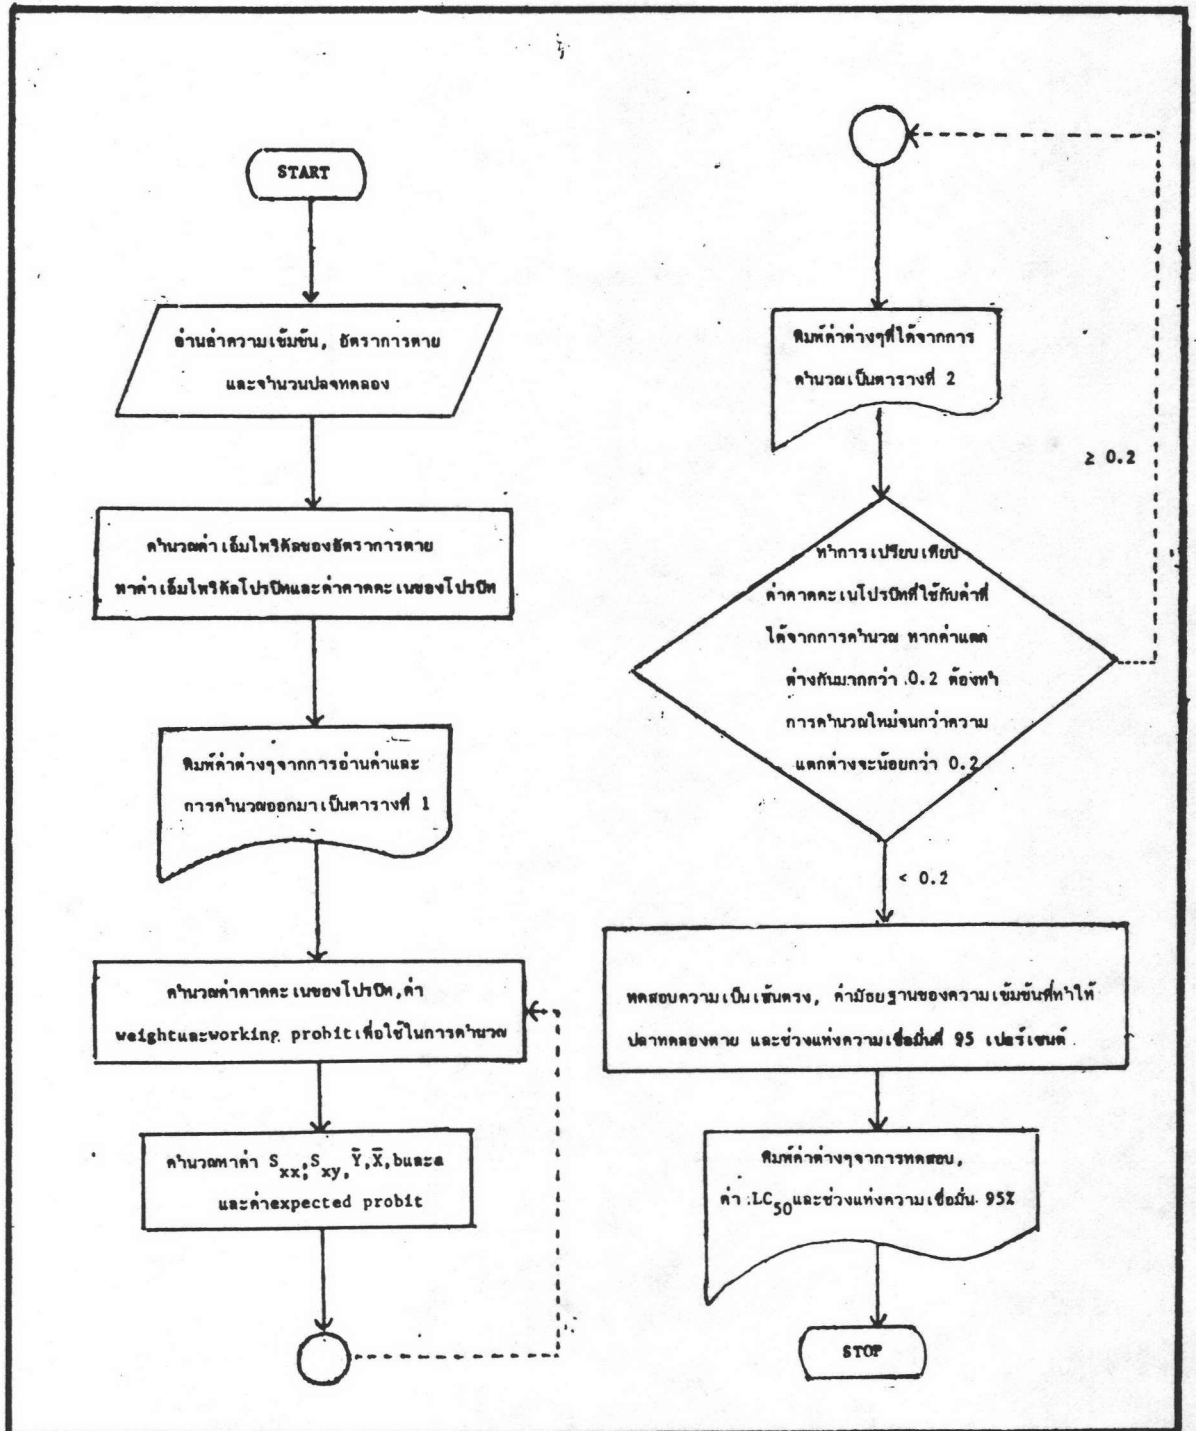 START
อ่านค่าความเข้มข้น, อัตราการตาย
และจำนวนปลาทดลอง
คำนวณค่าเอ็มไพริคัลของอัตราการตาย
หาค่าเอ็มไพริคัลโปรบิทและค่าคาดคะเนของโปรบิท
พิมพ์ค่าต่างๆจากการอ่านค่าและ
การคำนวณออกมาเป็นตารางที่ 1
คำนวณค่าคาดคะเนของโปรบิท,ค่า
weightและworking probitเพื่อใช้ในการคำนวณ
คำนวณหาค่า Sxx, Sxy, Ȳ, X̄, bและa
และค่าexpected probit
พิมพ์ค่าต่างๆที่ได้จากการ
คำนวณเป็นตารางที่ 2
≥ 0.2
ทำการเปรียบเทียบ
ค่าคาดคะเนโปรบิทที่ใช้กับค่าที่
ได้จากการคำนวณ หากค่าแตก
ต่างกันมากกว่า 0.2 ต้องทำ
การคำนวณใหม่จนกว่าความ
แตกต่างจะน้อยกว่า 0.2
< 0.2
ทดสอบความเป็นเส้นตรง, ค่ามัธยฐานของความเข้มข้นที่ทำให้
ปลาทดลองตาย และช่วงแห่งความเชื่อมั่นที่ 95 เปอร์เซนต์
พิมพ์ค่าต่างๆจาการทดสอบ,
ค่า LC50และช่วงแห่งความเชื่อมั่น 95%
STOP